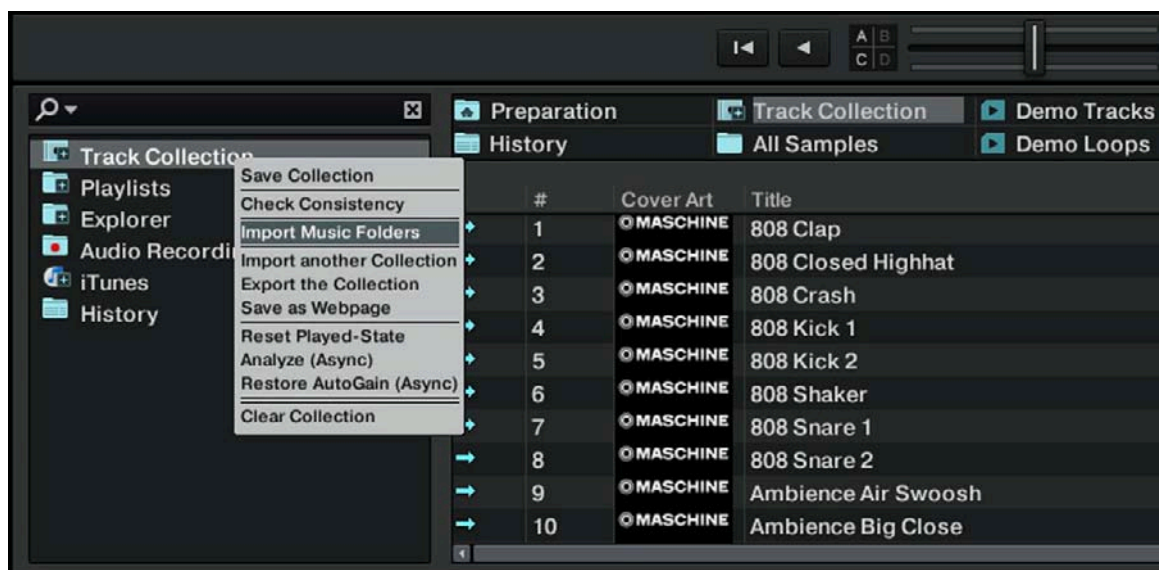 A B
C D
Preparation Track Collection Demo Tracks
History All Samples Demo Loops
Track Collection
Playlists
Explorer
Audio Recordi
iTunes
History
Save Collection
Check Consistency
Import Music Folders
Import another Collection
Export the Collection
Save as Webpage
Reset Played-State
Analyze (Async)
Restore AutoGain (Async)
Clear Collection
# Cover Art Title
1 MASCHINE 808 Clap
2 MASCHINE 808 Closed Highhat
3 MASCHINE 808 Crash
4 MASCHINE 808 Kick 1
5 MASCHINE 808 Kick 2
6 MASCHINE 808 Shaker
7 MASCHINE 808 Snare 1
8 MASCHINE 808 Snare 2
9 MASCHINE Ambience Air Swoosh
10 MASCHINE Ambience Big Close